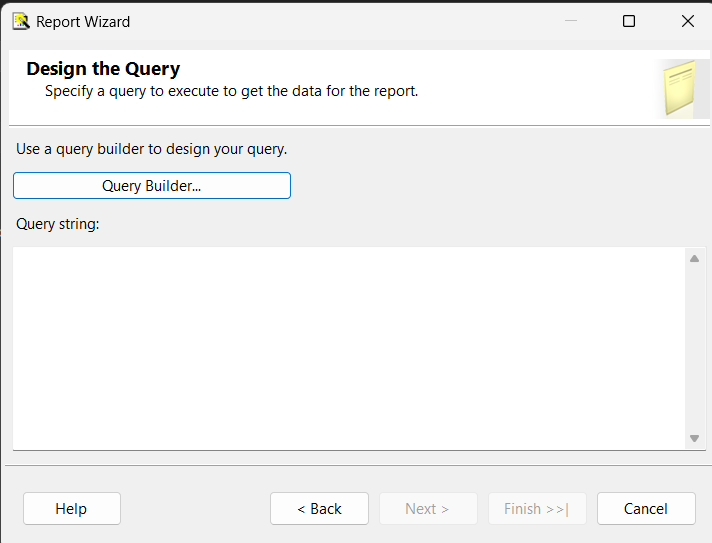 Report Wizard
Design the Query
Specify a query to execute to get the data for the report.
Use a query builder to design your query.
Query Builder...
Query string:
Help
< Back
Next >
Finish >>|
Cancel